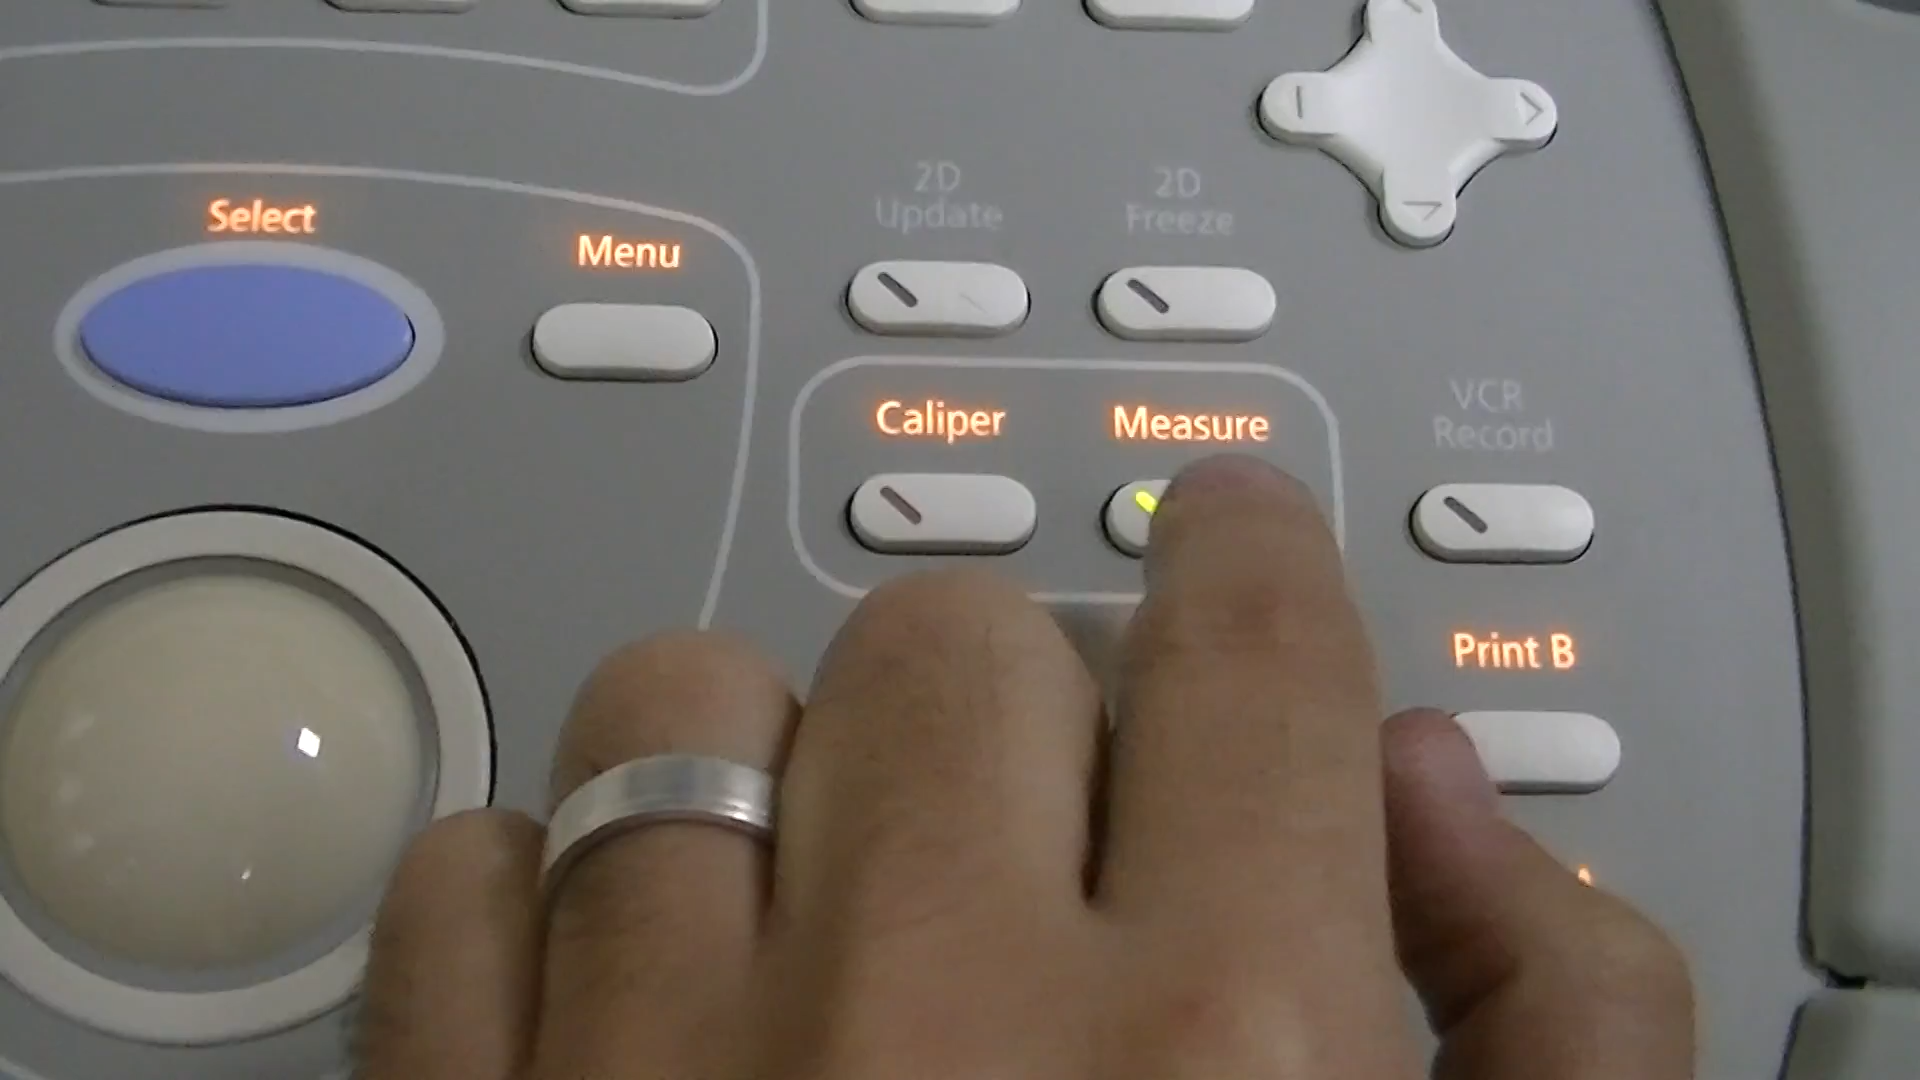 2D
Update
2D
Freeze
Select
Menu
Caliper
Measure
VCR
Record
Print B